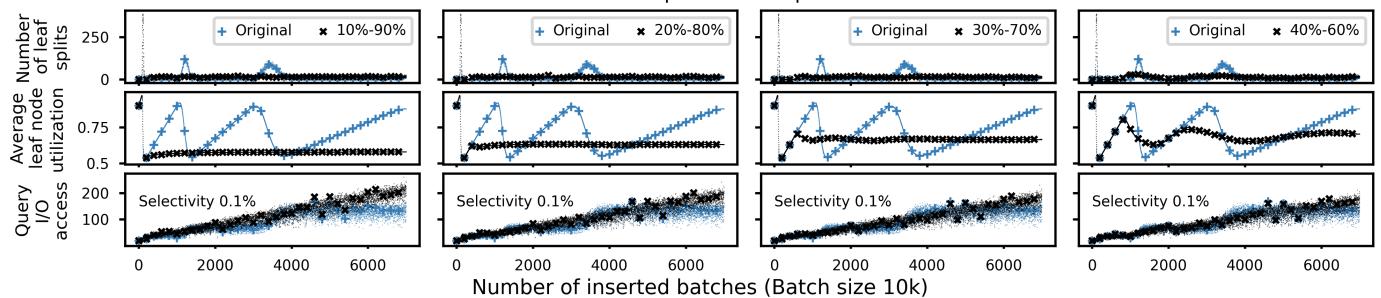 Number of leaf splits
250
0
Original 10%-90%
Original 20%-80%
Original 30%-70%
Original 40%-60%
Average leaf node utilization
0.75
0.5
Query I/O access
200
100
Selectivity 0.1%
Selectivity 0.1%
Selectivity 0.1%
Selectivity 0.1%
0 2000 4000 6000
0 2000 4000 6000
0 2000 4000 6000
0 2000 4000 6000
Number of inserted batches (Batch size 10k)